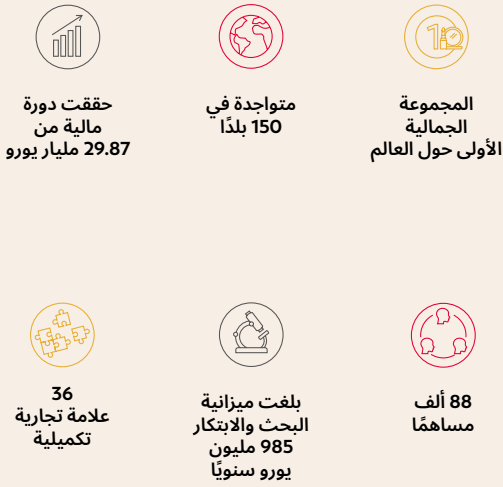 المجموعة
الجمالية
الأولى حول العالم
متواجدة في
150 بلدًا
حققت دورة
مالية من
29.87 مليار يورو
88 ألف
مساهمًا
بلغت ميزانية
البحث والابتكار
985 مليون
يورو سنويًا
36
علامة تجارية
تكميلية